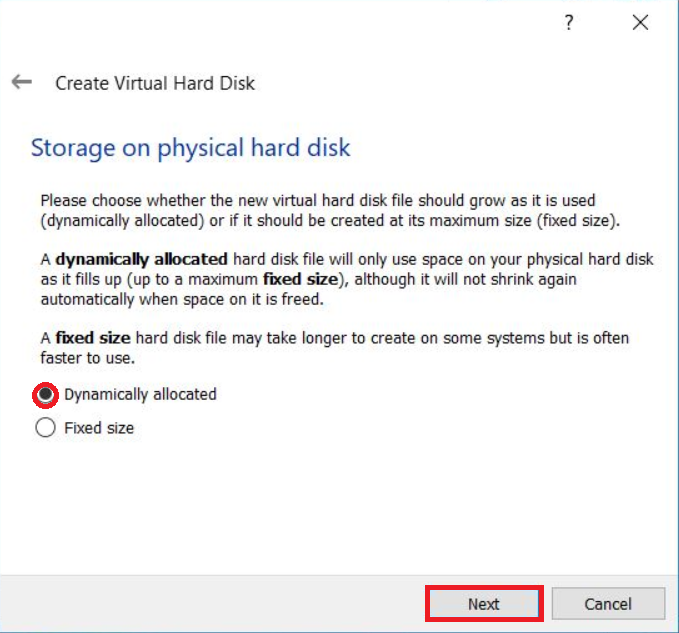 ?
Create Virtual Hard Disk
Storage on physical hard disk
Please choose whether the new virtual hard disk file should grow as it is used
(dynamically allocated) or if it should be created at its maximum size (fixed size).
A dynamically allocated hard disk file will only use space on your physical hard disk
as it fills up (up to a maximum fixed size), although it will not shrink again
automatically when space on it is freed.
A fixed size hard disk file may take longer to create on some systems but is often
faster to use.
Dynamically allocated
Fixed size
Next
Cancel